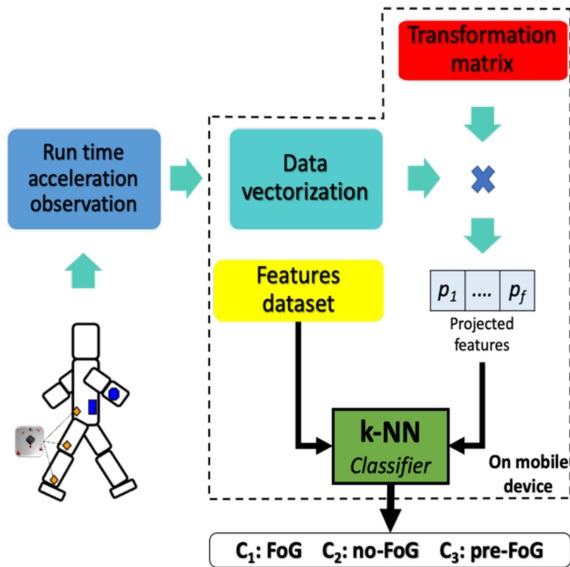 Transformation
matrix
Run time
acceleration
observation
Data
vectorization
Features
dataset
p₁ .... p_f
Projected
features
k-NN
Classifier
On mobile
device
C₁: FoG C₂: no-FoG C₃: pre-FoG